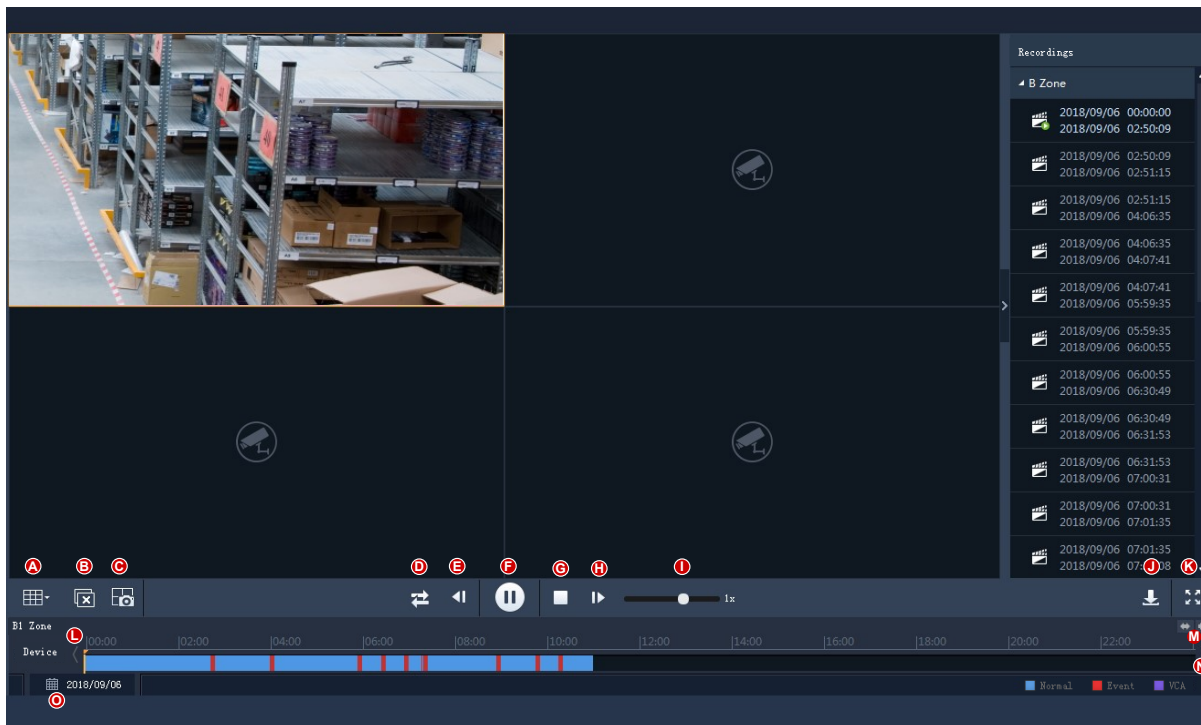 Recordings
B Zone
2018/09/06 00:00:00
2018/09/06 02:50:09
2018/09/06 02:50:09
2018/09/06 02:51:15
2018/09/06 02:51:15
2018/09/06 04:06:35
2018/09/06 04:06:35
2018/09/06 04:07:41
2018/09/06 04:07:41
2018/09/06 05:59:35
2018/09/06 05:59:35
2018/09/06 06:00:55
2018/09/06 06:00:55
2018/09/06 06:30:49
2018/09/06 06:30:49
2018/09/06 06:31:53
2018/09/06 06:31:53
2018/09/06 07:00:31
2018/09/06 07:00:31
2018/09/06 07:01:35
2018/09/06 07:01:35
2018/09/06
A B C D E F G H I J K
1x
B1 Zone
L 00:00 02:00 04:00 06:00 08:00 10:00 12:00 14:00 16:00 18:00 20:00 22:00 M
Device
N
2018/09/06 Normal Event VCA
O